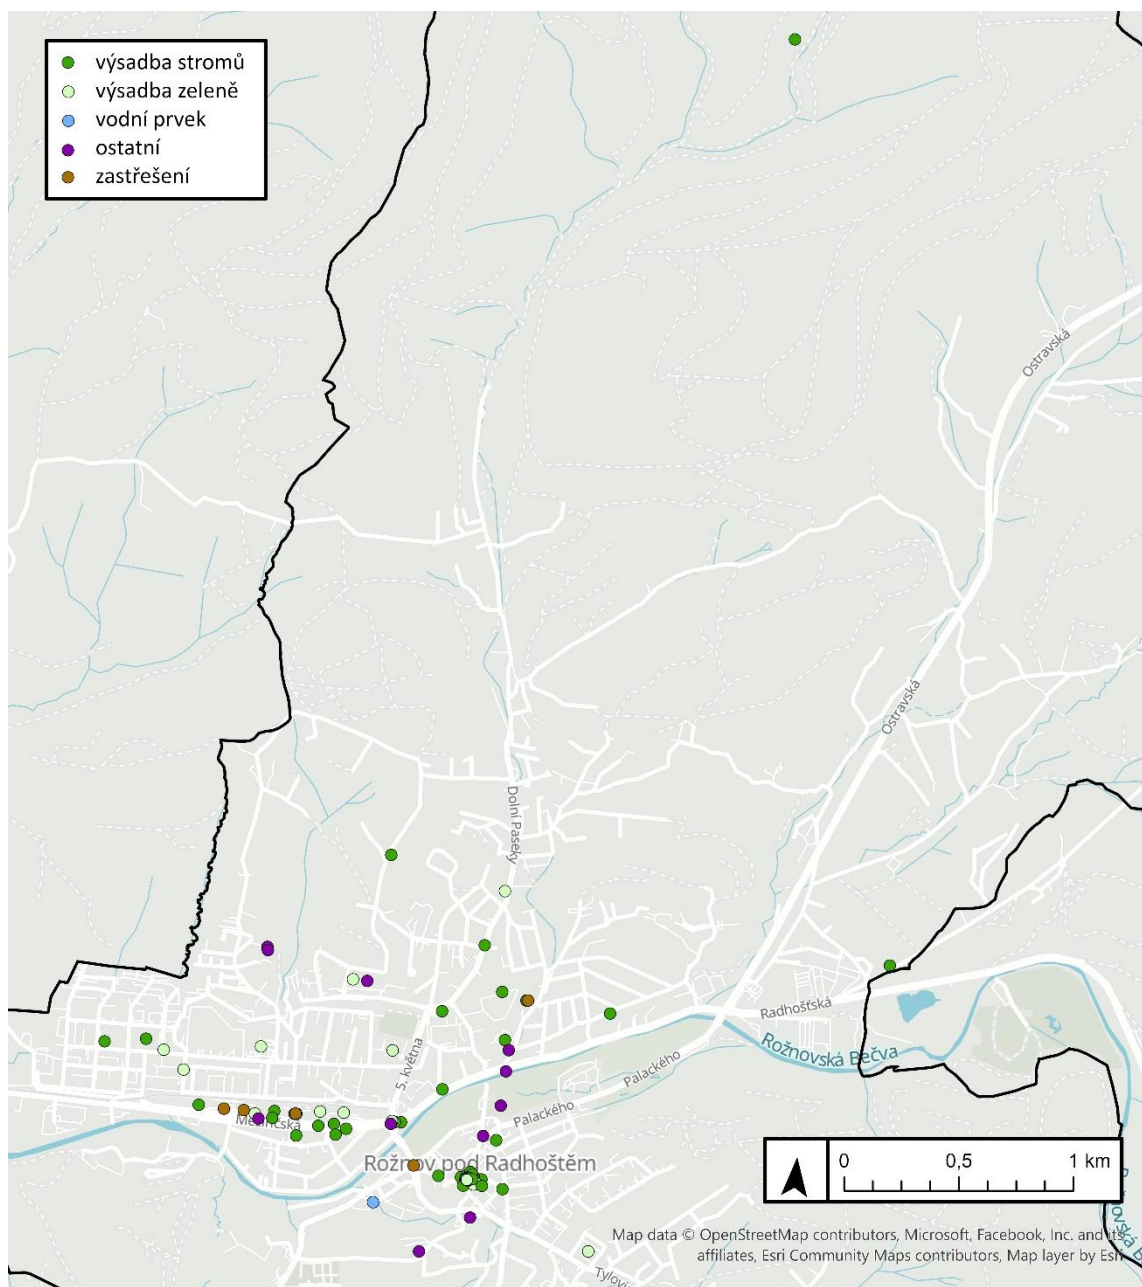 výsadba stromů
výsadba zeleně
vodní prvek
ostatní
zastřešení
Ostravská
Ostravská
Dolní Paseky
Radhošťská
Rožnovská Bečva
5. května
Palackého
Palackého
Rožnov pod Radhoštěm
0 0,5 1 km
Map data © OpenStreetMap contributors, Microsoft, Facebook, Inc. and its
affiliates, Esri Community Maps contributors, Map layer by Esri